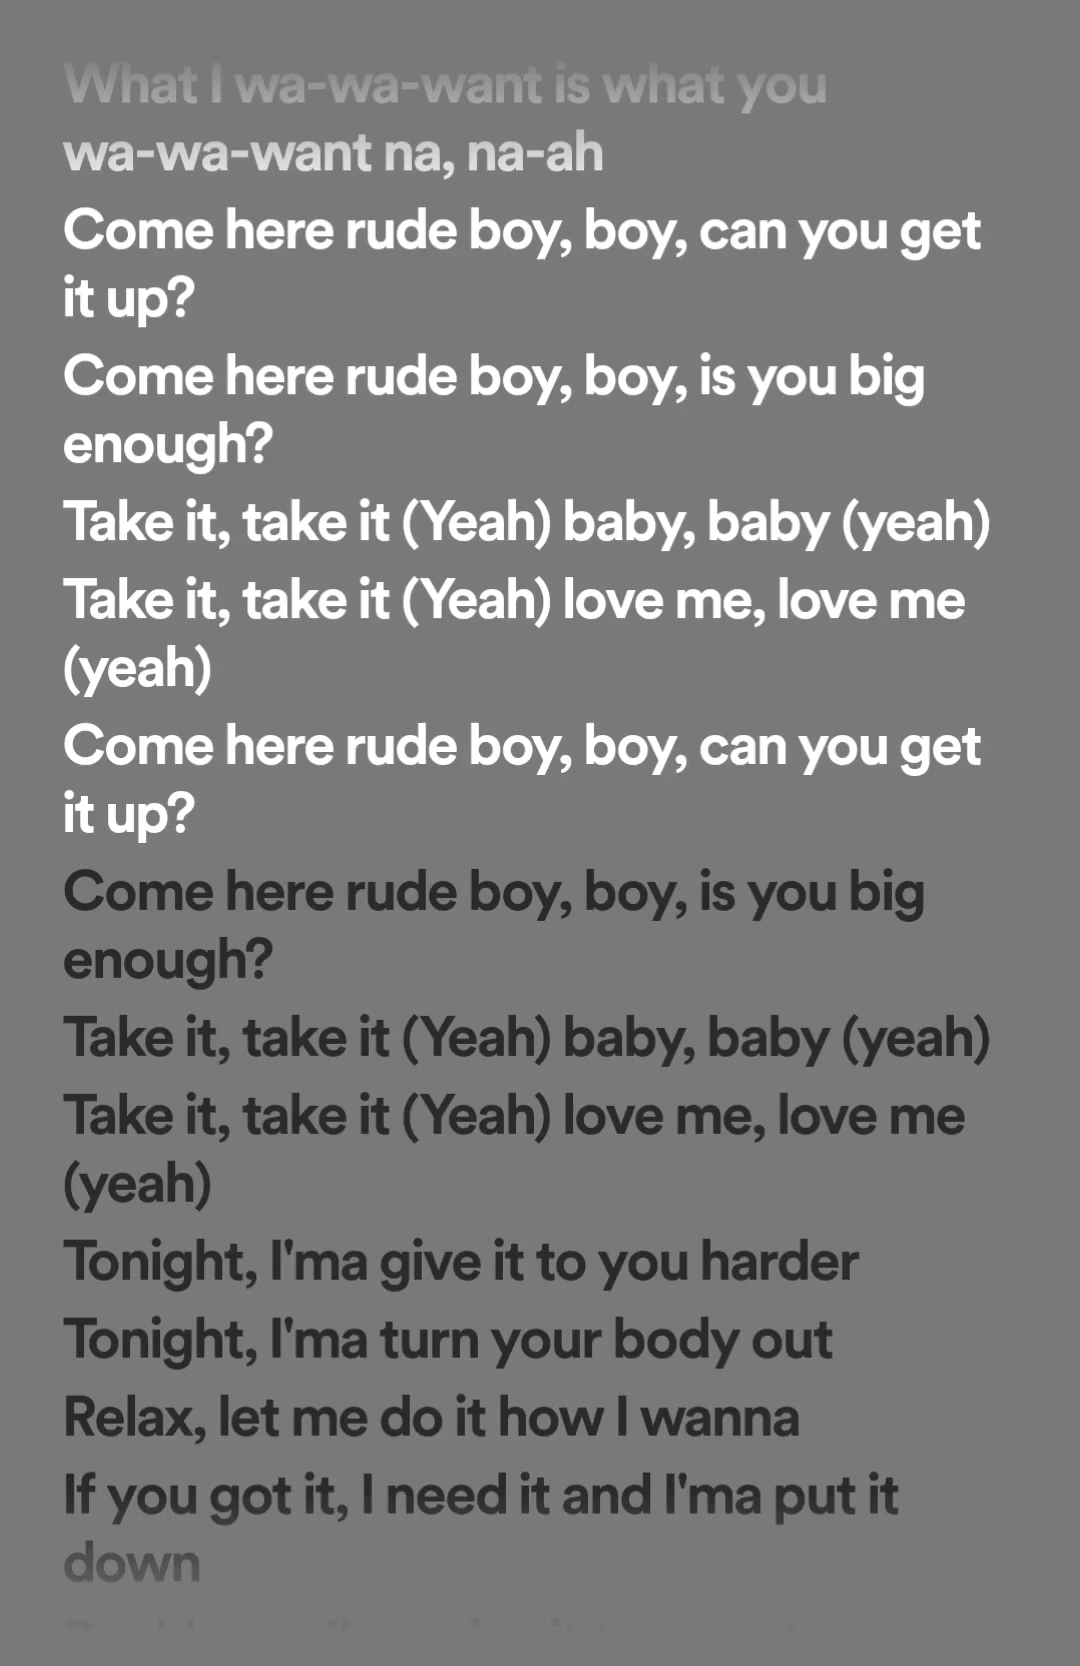 What I wa-wa-want is what you
wa-wa-want na, na-ah
Come here rude boy, boy, can you get
it up?
Come here rude boy, boy, is you big
enough?
Take it, take it (Yeah) baby, baby (yeah)
Take it, take it (Yeah) love me, love me
(yeah)
Come here rude boy, boy, can you get
it up?
Come here rude boy, boy, is you big
enough?
Take it, take it (Yeah) baby, baby (yeah)
Take it, take it (Yeah) love me, love me
(yeah)
Tonight, I'ma give it to you harder
Tonight, I'ma turn your body out
Relax, let me do it how I wanna
If you got it, I need it and I'ma put it
down